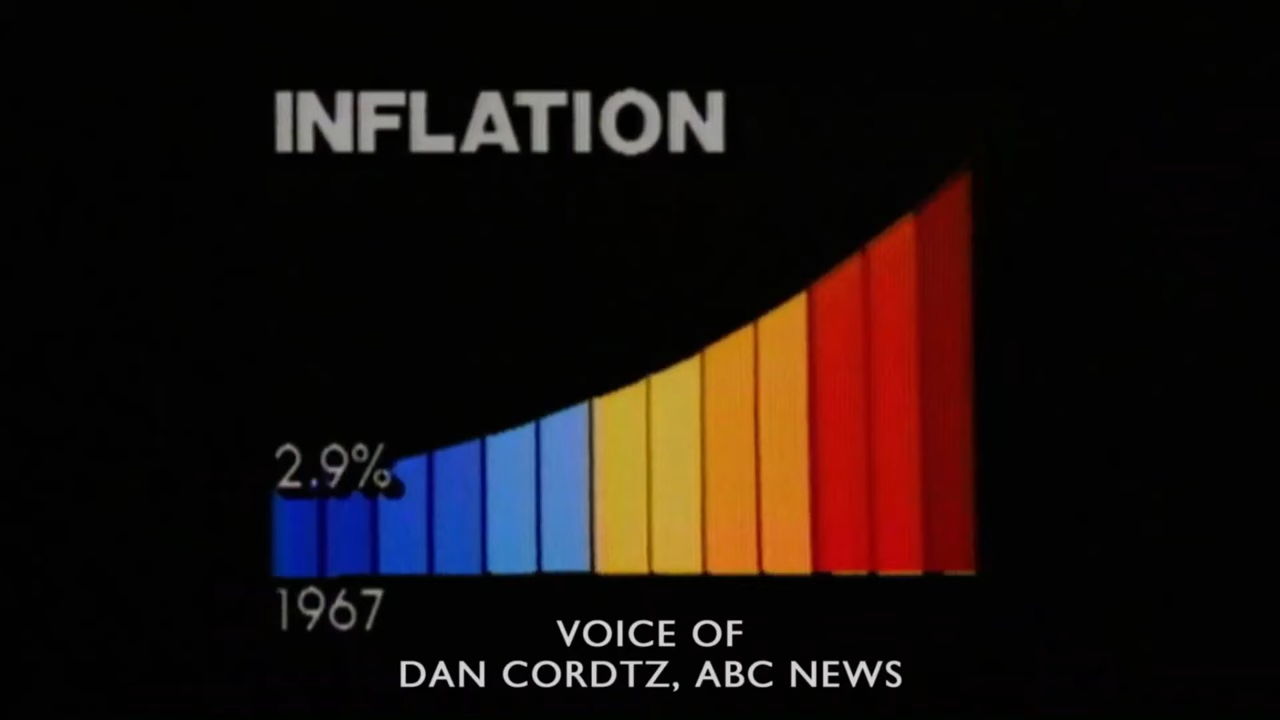 INFLATION
2.9%
1967
VOICE OF
DAN CORDTZ, ABC NEWS